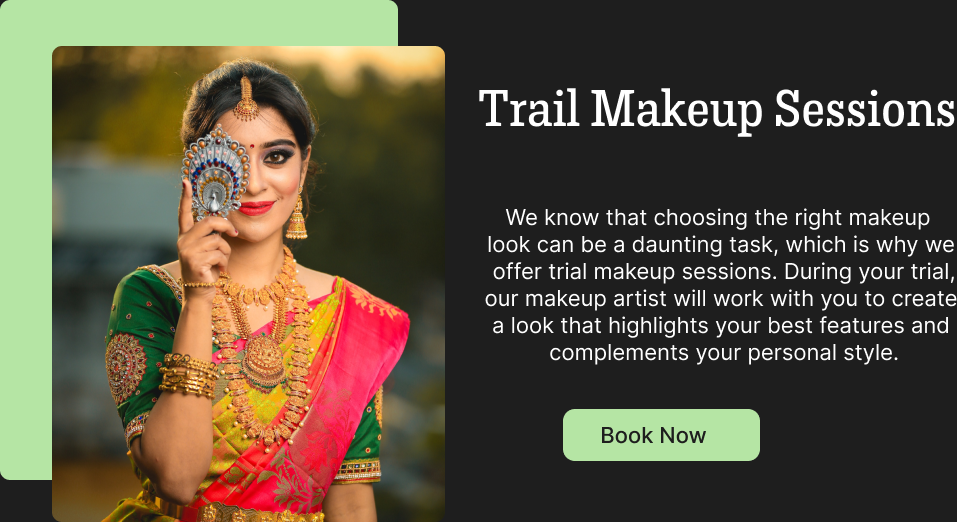 Trail Makeup Sessions
We know that choosing the right makeup
look can be a daunting task, which is why we
offer trial makeup sessions. During your trial,
our makeup artist will work with you to create
a look that highlights your best features and
complements your personal style.
Book Now